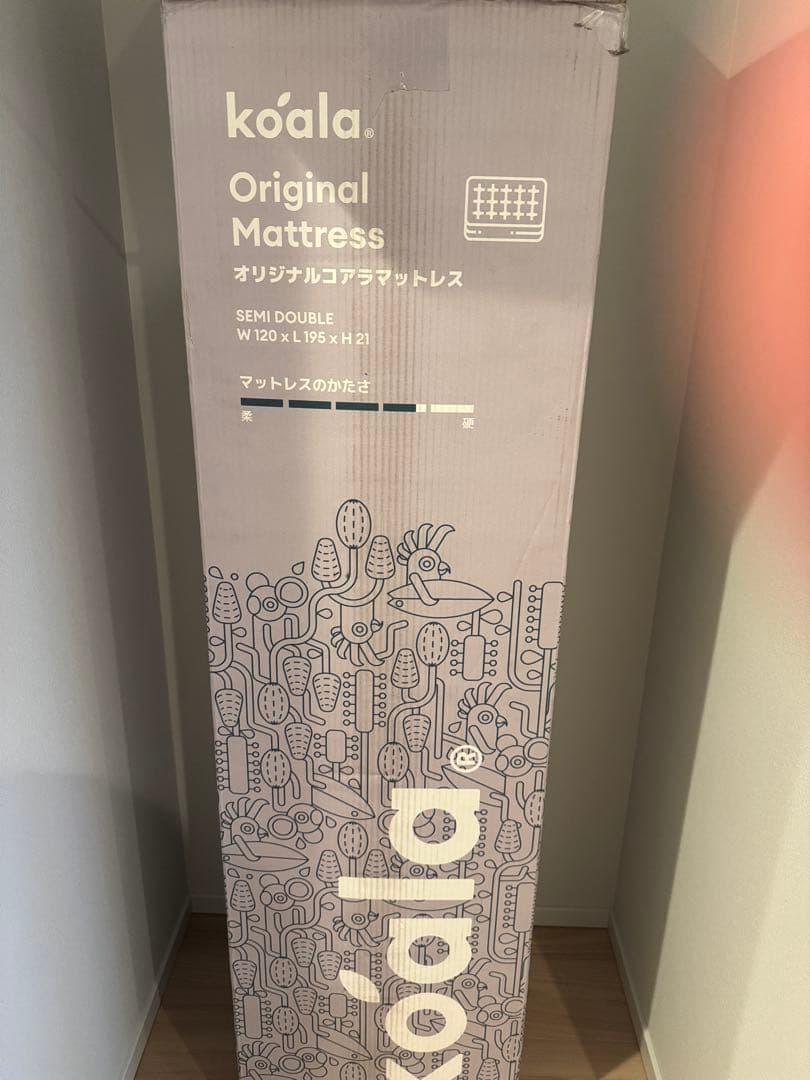 koala®
Original
Mattress
オリジナルコアラマットレス
SEMI DOUBLE
W 120 x L 195 x H 21
マットレスのかたさ
柔 硬
koala®